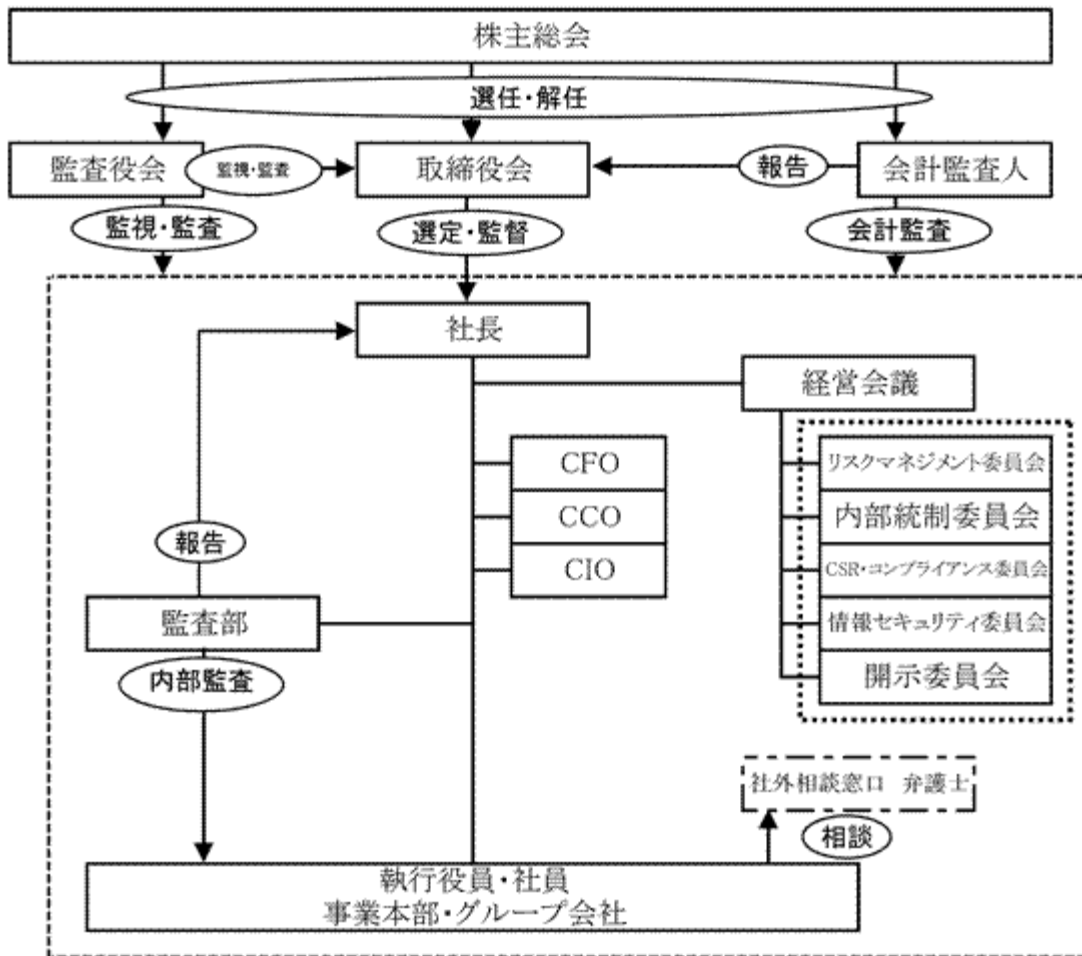 株主総会
選任・解任
監査役会
監視・監査
取締役会
報告
会計監査人
監視・監査
選定・監督
会計監査
社長
経営会議
CFO
リスクマネジメント委員会
CCO
内部統制委員会
報告
CIO
CSR・コンプライアンス委員会
監査部
情報セキュリティ委員会
内部監査
開示委員会
社外相談窓口 弁護士
相談
執行役員・社員
事業本部・グループ会社